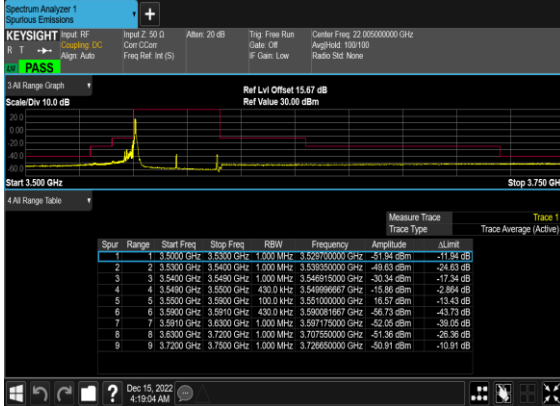 Spectrum Analyzer 1
Spurious Emissions
+
KEYSIGHT Input: RF Input Z: 50 Ω Atten: 20 dB Trig: Free Run Center Freq: 22.005000000 GHz
R T Coupling: DC Corr CCorr Gate: Off Avg|Hold: 100/100
Align: Auto Freq Ref: Int (S) IF Gain: Low Radio Std: None
PASS
3 All Range Graph
Ref Lvl Offset 15.67 dB
Scale/Div 10.0 dB Ref Value 30.00 dBm
20.0
0.00
-20.0
-40.0
-60.0
Start 3.500 GHz Stop 3.750 GH
4 All Range Table
Measure Trace Trace 1
Trace Type Trace Average (Active)
Spur Range Start Freq Stop Freq RBW Frequency Amplitude ΔLimit
1 1 3.5000 GHz 3.5300 GHz 1.000 MHz 3.529700000 GHz -51.94 dBm -11.94 dB
2 2 3.5300 GHz 3.5400 GHz 1.000 MHz 3.539350000 GHz -49.63 dBm -24.63 dB
3 3 3.5400 GHz 3.5490 GHz 1.000 MHz 3.546915000 GHz -30.34 dBm -17.34 dB
4 4 3.5490 GHz 3.5500 GHz 430.0 kHz 3.549996667 GHz -15.86 dBm -2.864 dB
5 5 3.5500 GHz 3.5900 GHz 100.0 kHz 3.551000000 GHz 16.57 dBm -13.43 dB
6 6 3.5900 GHz 3.5910 GHz 430.0 kHz 3.590081667 GHz -56.73 dBm -43.73 dB
7 7 3.5910 GHz 3.6300 GHz 1.000 MHz 3.597175000 GHz -52.05 dBm -39.05 dB
8 8 3.6300 GHz 3.7200 GHz 1.000 MHz 3.707550000 GHz -51.36 dBm -26.36 dB
9 9 3.7200 GHz 3.7500 GHz 1.000 MHz 3.726650000 GHz -50.91 dBm -10.91 dB
? Dec 15, 2022
4:19:04 AM